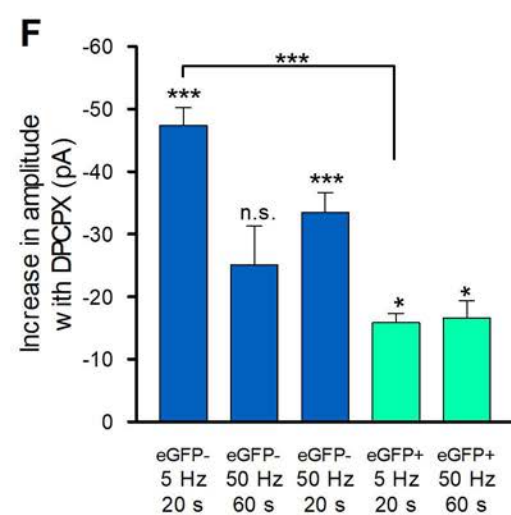 F
Increase in amplitude
with DPCPX (pA)
-60
-50
-40
-30
-20
-10
0
***
***
n.s.
***
*
*
eGFP- eGFP- eGFP- eGFP+ eGFP+
5 Hz 50 Hz 50 Hz 5 Hz 50 Hz
20 s 60 s 20 s 20 s 60 s